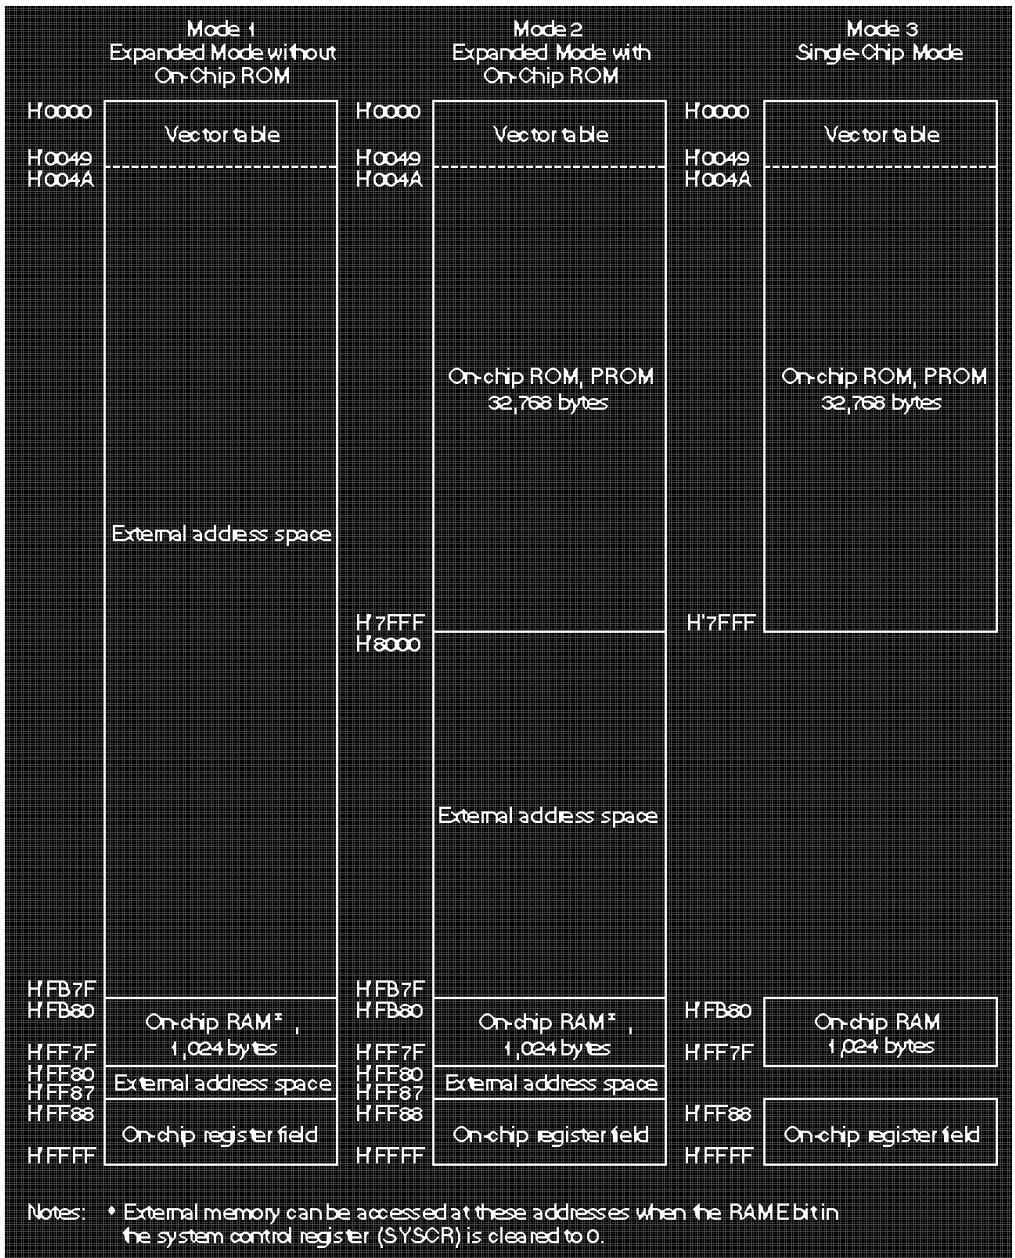 Mode 1
Expanded Mode without
On-Chip ROM
H'0000
Vector table
H'0049
H'004A
External address space
H'FB7F
H'FB80
On-chip RAM*,
1,024 bytes
H'FF7F
H'FF80
External address space
H'FF87
H'FF88
On-chip register field
H'FFFF
Mode 2
Expanded Mode with
On-Chip ROM
H'0000
Vector table
H'0049
H'004A
On-chip ROM, PROM
32,768 bytes
H'7FFF
H'8000
External address space
H'FB7F
H'FB80
On-chip RAM*,
1,024 bytes
H'FF7F
H'FF80
External address space
H'FF87
H'FF88
On-chip register field
H'FFFF
Mode 3
Single-Chip Mode
H'0000
Vector table
H'0049
H'004A
On-chip ROM, PROM
32,768 bytes
H'7FFF
H'FB80
On-chip RAM
1,024 bytes
H'FF7F
H'FF88
On-chip register field
H'FFFF
Notes: * External memory can be accessed at these addresses when the RAME bit in
the system control register (SYSCR) is cleared to 0.